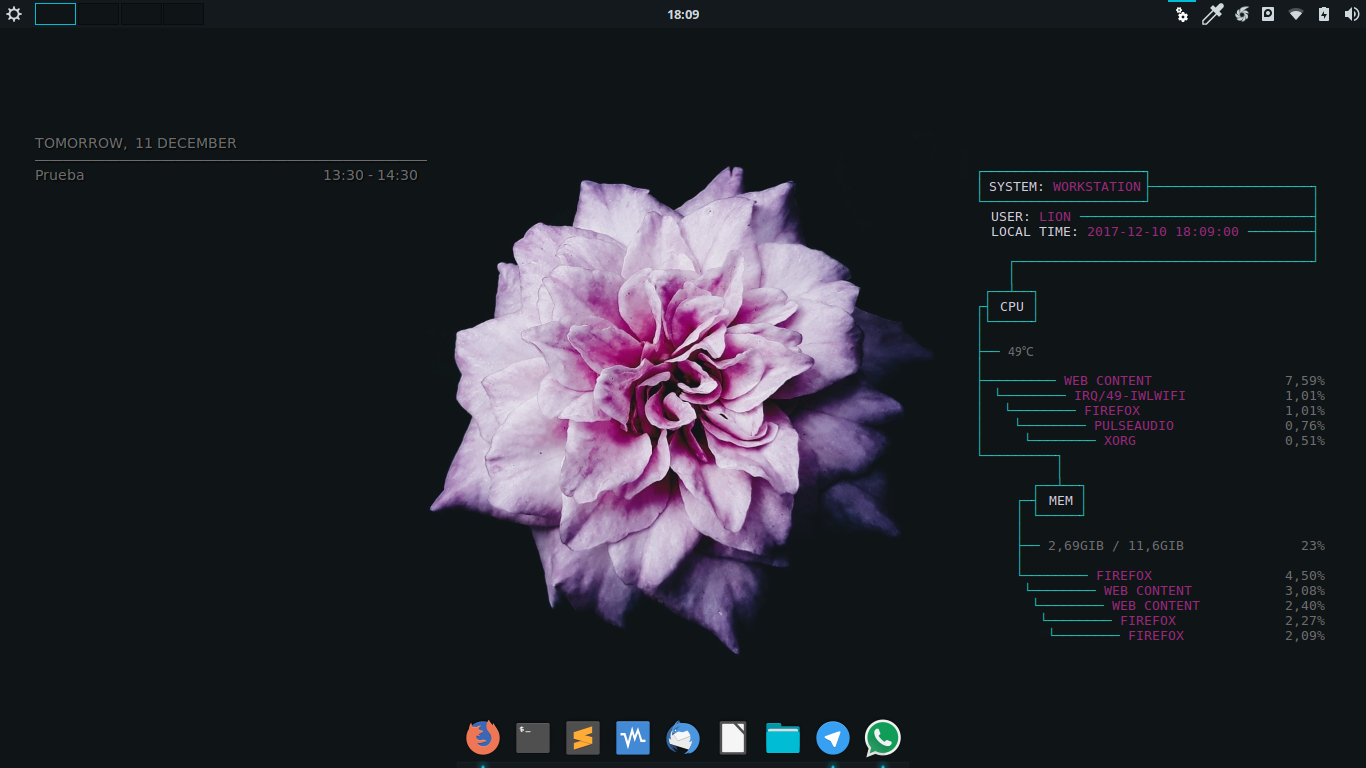 18:09
TOMORROW, 11 DECEMBER
Prueba 13:30 - 14:30
SYSTEM: WORKSTATION
USER: LION
LOCAL TIME: 2017-12-10 18:09:00
CPU
49°C
WEB CONTENT 7,59%
IRQ/49-IWLWIFI 1,01%
FIREFOX 1,01%
PULSEAUDIO 0,76%
XORG 0,51%
MEM
2,69GIB / 11,6GIB 23%
FIREFOX 4,50%
WEB CONTENT 3,08%
WEB CONTENT 2,40%
FIREFOX 2,27%
FIREFOX 2,09%